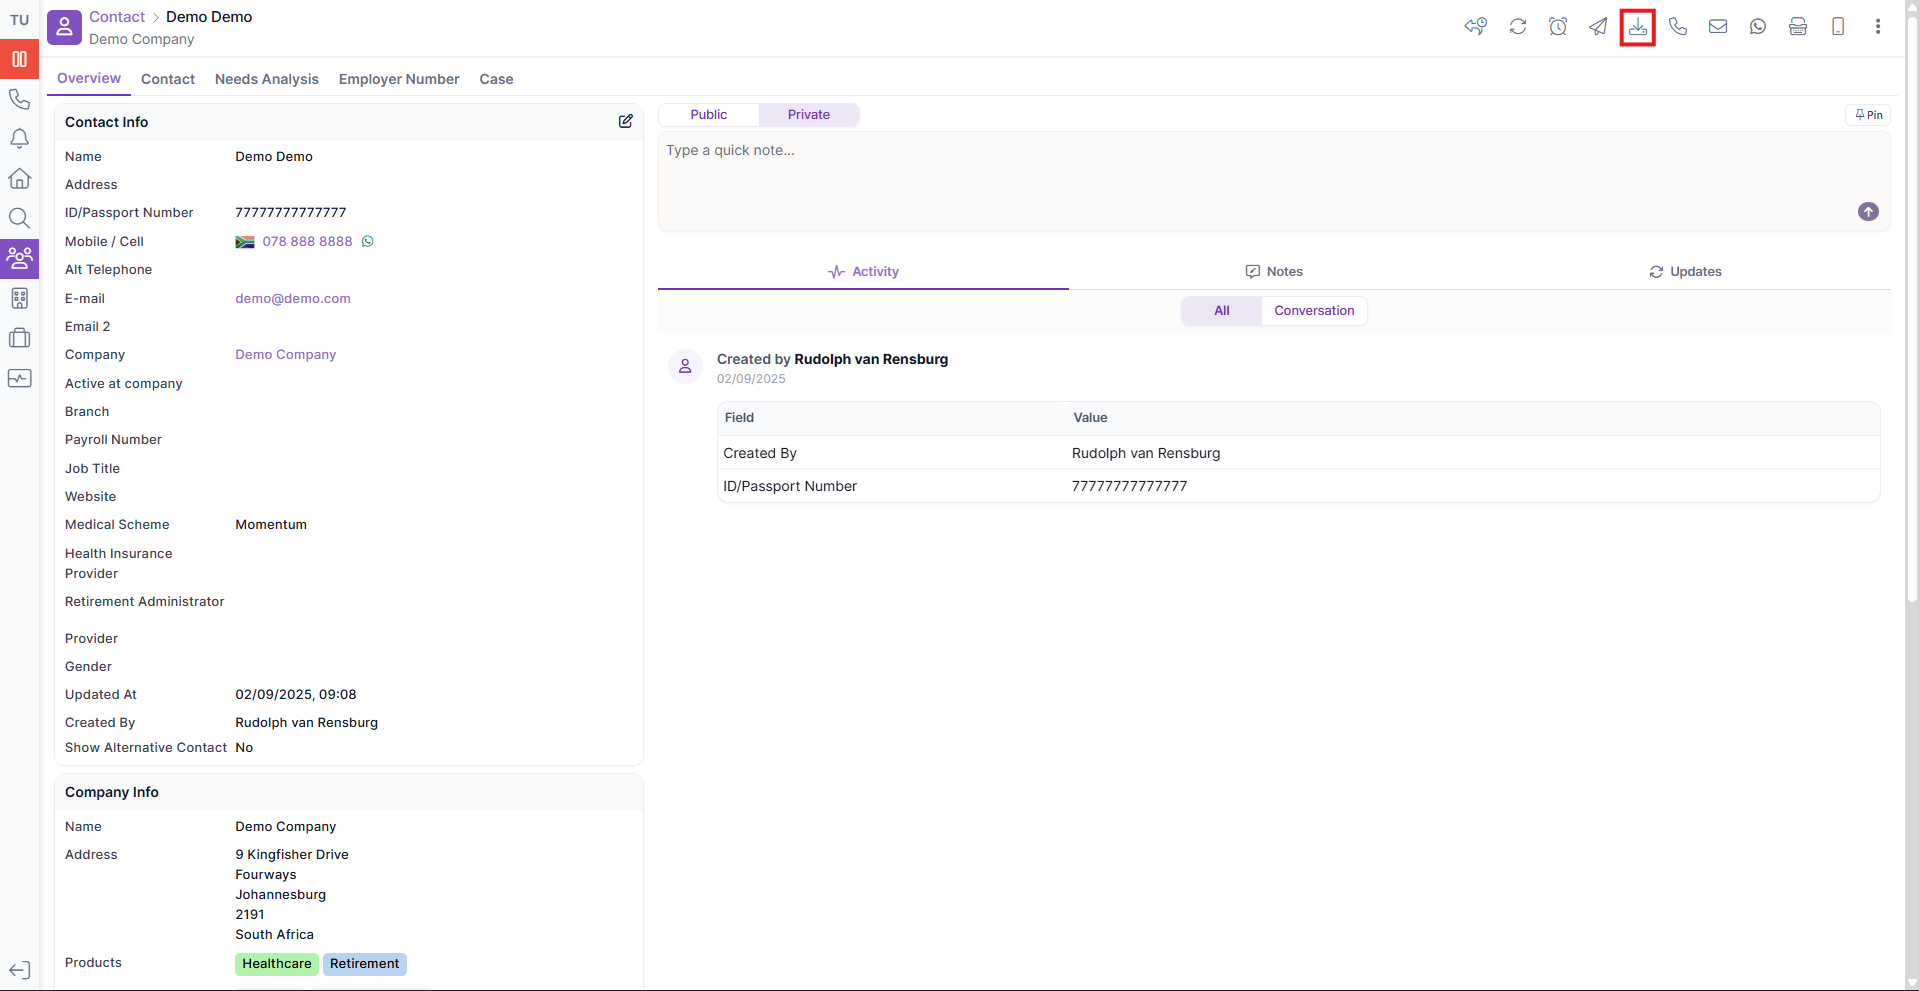 TU
Contact > Demo Demo
Demo Company
Overview Contact Needs Analysis Employer Number Case
Contact Info
Name Demo Demo
Address
ID/Passport Number 77777777777777
Mobile / Cell 078 888 8888
Alt Telephone
E-mail demo@demo.com
Email 2
Company Demo Company
Active at company
Branch
Payroll Number
Job Title
Website
Medical Scheme Momentum
Health Insurance
Provider
Retirement Administrator
Provider
Gender
Updated At 02/09/2025, 09:08
Created By Rudolph van Rensburg
Show Alternative Contact No
Company Info
Name Demo Company
Address 9 Kingfisher Drive
Fourways
Johannesburg
2191
South Africa
Products Healthcare Retirement
Public Private
Pin
Type a quick note...
Activity Notes Updates
All Conversation
Created by Rudolph van Rensburg
02/09/2025
Field Value
Created By Rudolph van Rensburg
ID/Passport Number 77777777777777